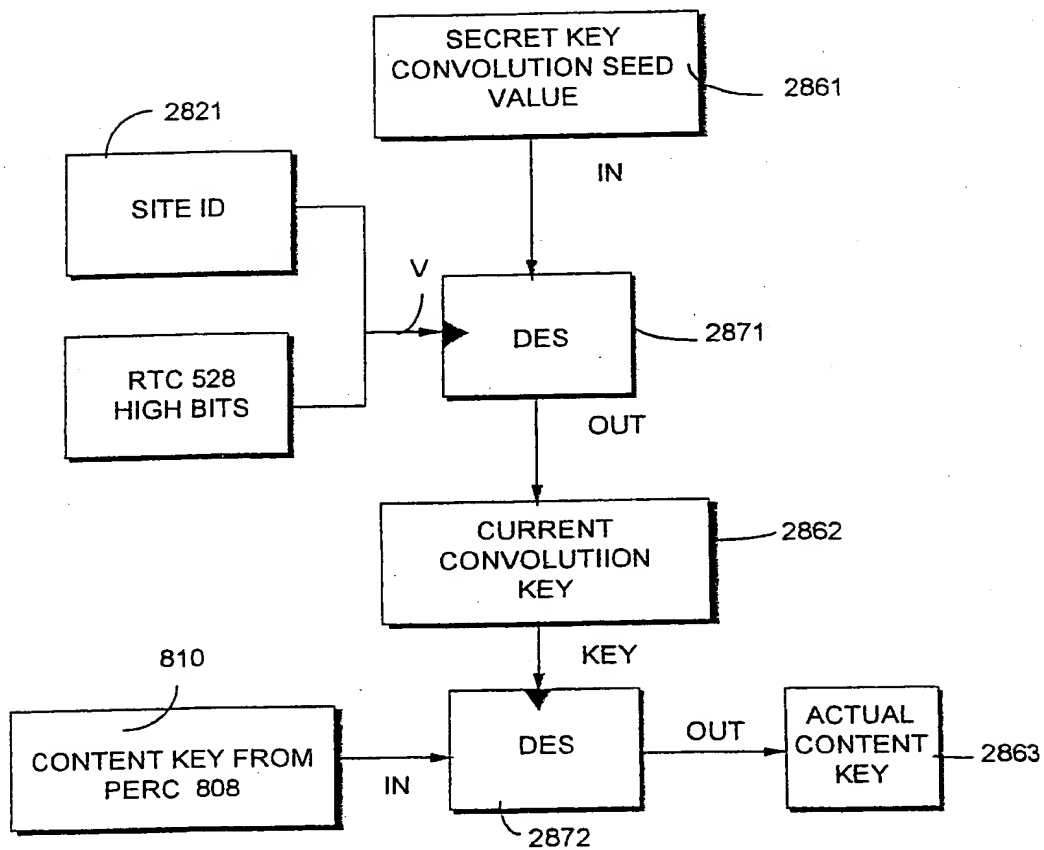 SECRET KEY
CONVOLUTION SEED
VALUE
2861
2821
IN
SITE ID
V
DES
2871
RTC 528
HIGH BITS
OUT
CURRENT
CONVOLUTIION
KEY
2862
KEY
810
CONTENT KEY FROM
PERC 808
IN
DES
OUT
ACTUAL
CONTENT
KEY
2863
2872